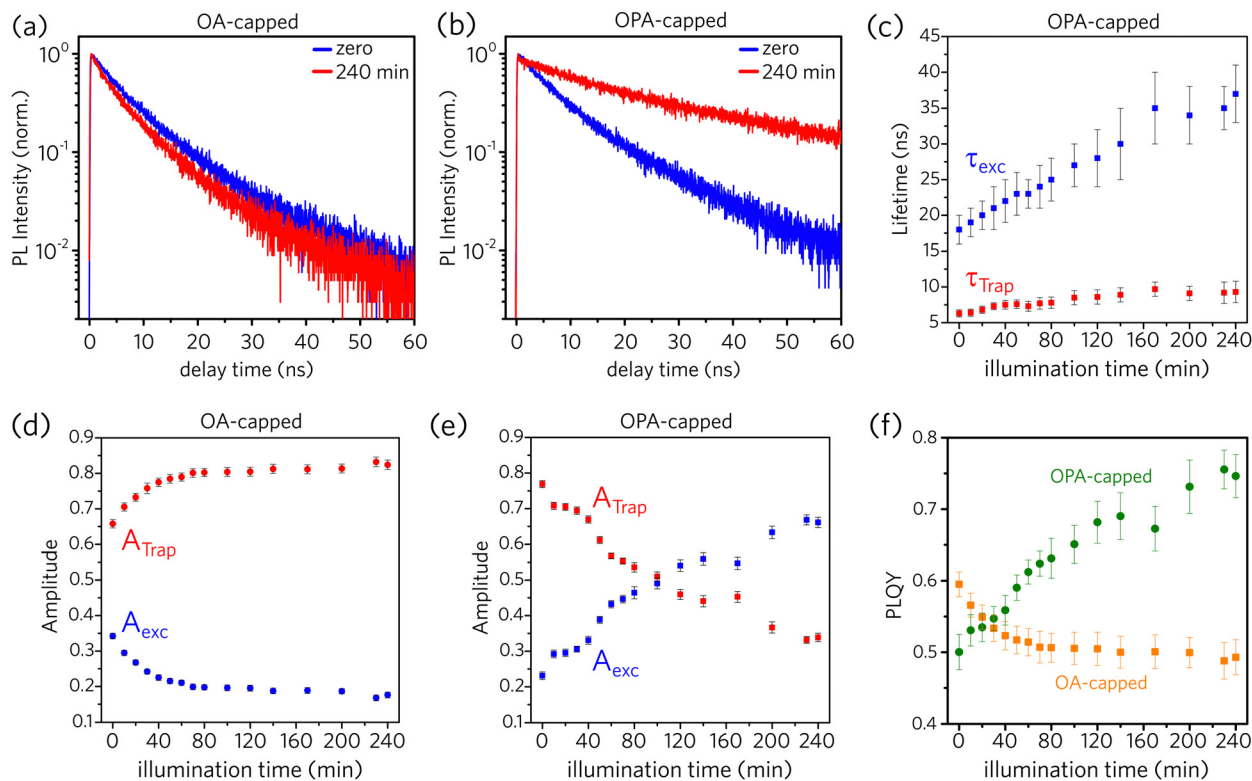 (a)
OA-capped
zero
240 min
PL Intensity (norm.)
10⁰
10⁻¹
10⁻²
0 10 20 30 40 50 60
delay time (ns)
(b)
OPA-capped
zero
240 min
PL Intensity (norm.)
10⁰
10⁻¹
10⁻²
0 10 20 30 40 50 60
delay time (ns)
(c)
OPA-capped
Lifetime (ns)
45
40
35
30
25
20
15
10
5
τexc
τTrap
0 40 80 120 160 200 240
illumination time (min)
(d)
OA-capped
Amplitude
0.9
0.8
0.7
0.6
0.5
0.4
0.3
0.2
0.1
ATrap
Aexc
0 40 80 120 160 200 240
illumination time (min)
(e)
OPA-capped
Amplitude
0.9
0.8
0.7
0.6
0.5
0.4
0.3
0.2
0.1
ATrap
Aexc
0 40 80 120 160 200 240
illumination time (min)
(f)
PLQY
0.8
0.7
0.6
0.5
0.4
OPA-capped
OA-capped
0 40 80 120 160 200 240
illumination time (min)